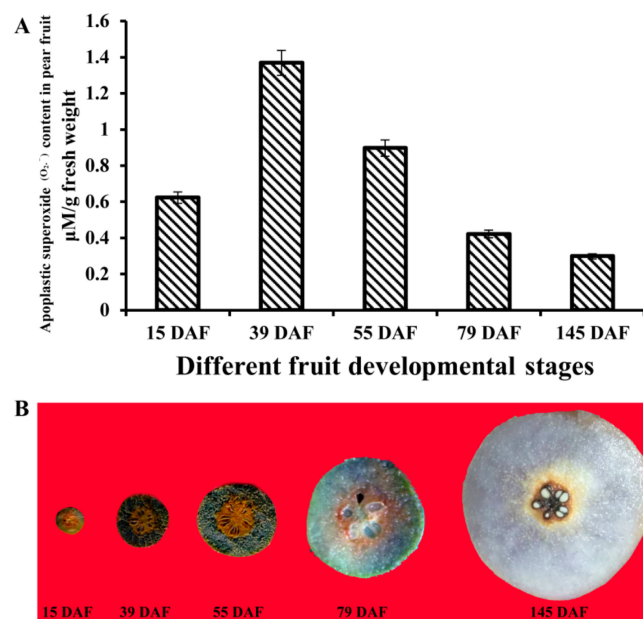 A
Apoplastic superoxide (O₂·⁻) content in pear fruit
µM/g fresh weight
1.6
1.4
1.2
1
0.8
0.6
0.4
0.2
0
15 DAF 39 DAF 55 DAF 79 DAF 145 DAF
Different fruit developmental stages
B
15 DAF 39 DAF 55 DAF 79 DAF 145 DAF